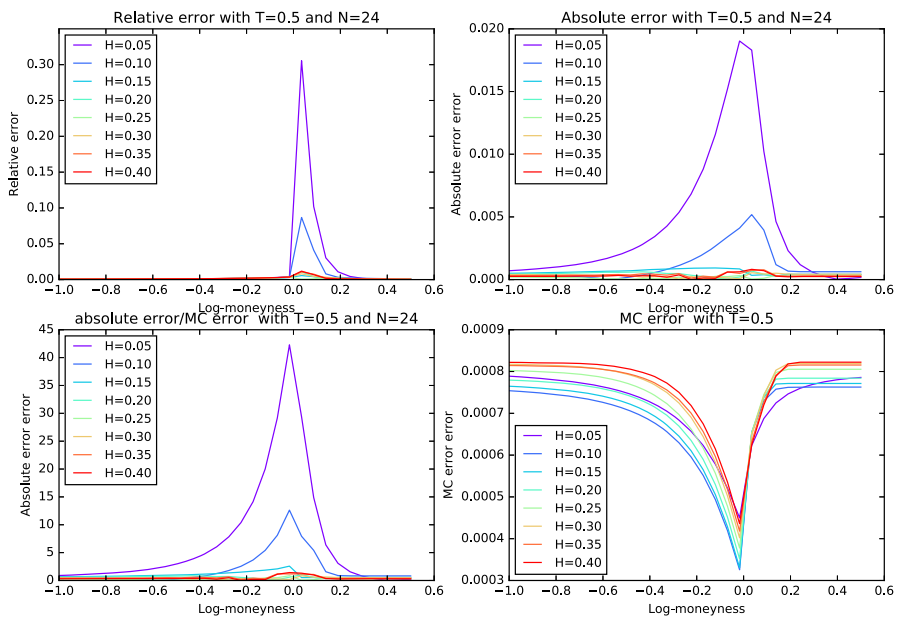 Relative error with T=0.5 and N=24
Relative error
0.30
0.25
0.20
0.15
0.10
0.05
0.00
H=0.05
H=0.10
H=0.15
H=0.20
H=0.25
H=0.30
H=0.35
H=0.40
−1.0 −0.8 −0.6 −0.4 −0.2 0.0 0.2 0.4 0.6
Log-moneyness
Absolute error with T=0.5 and N=24
Absolute error error
0.020
0.015
0.010
0.005
0.000
H=0.05
H=0.10
H=0.15
H=0.20
H=0.25
H=0.30
H=0.35
H=0.40
−1.0 −0.8 −0.6 −0.4 −0.2 0.0 0.2 0.4 0.6
Log-moneyness
absolute error/MC error with T=0.5 and N=24
Absolute error error
45
40
35
30
25
20
15
10
5
0
H=0.05
H=0.10
H=0.15
H=0.20
H=0.25
H=0.30
H=0.35
H=0.40
−1.0 −0.8 −0.6 −0.4 −0.2 0.0 0.2 0.4 0.6
Log-moneyness
MC error with T=0.5
MC error error
0.0009
0.0008
0.0007
0.0006
0.0005
0.0004
0.0003
H=0.05
H=0.10
H=0.15
H=0.20
H=0.25
H=0.30
H=0.35
H=0.40
−1.0 −0.8 −0.6 −0.4 −0.2 0.0 0.2 0.4 0.6
Log-moneyness